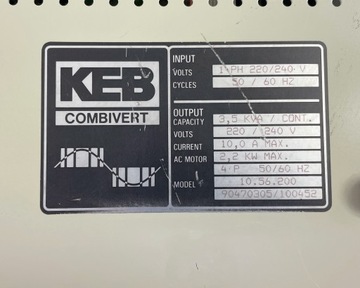 KEB
COMBIVERT
INPUT
VOLTS 1 PH 220/240 V
CYCLES 50 / 60 HZ
OUTPUT
CAPACITY 3,5 KVA / CONT.
VOLTS 220 / 240 V
CURRENT 10,0 A MAX.
AC MOTOR 2,2 KW MAX.
4 P 50/60 HZ
MODEL 10.56.200
90470305/100452